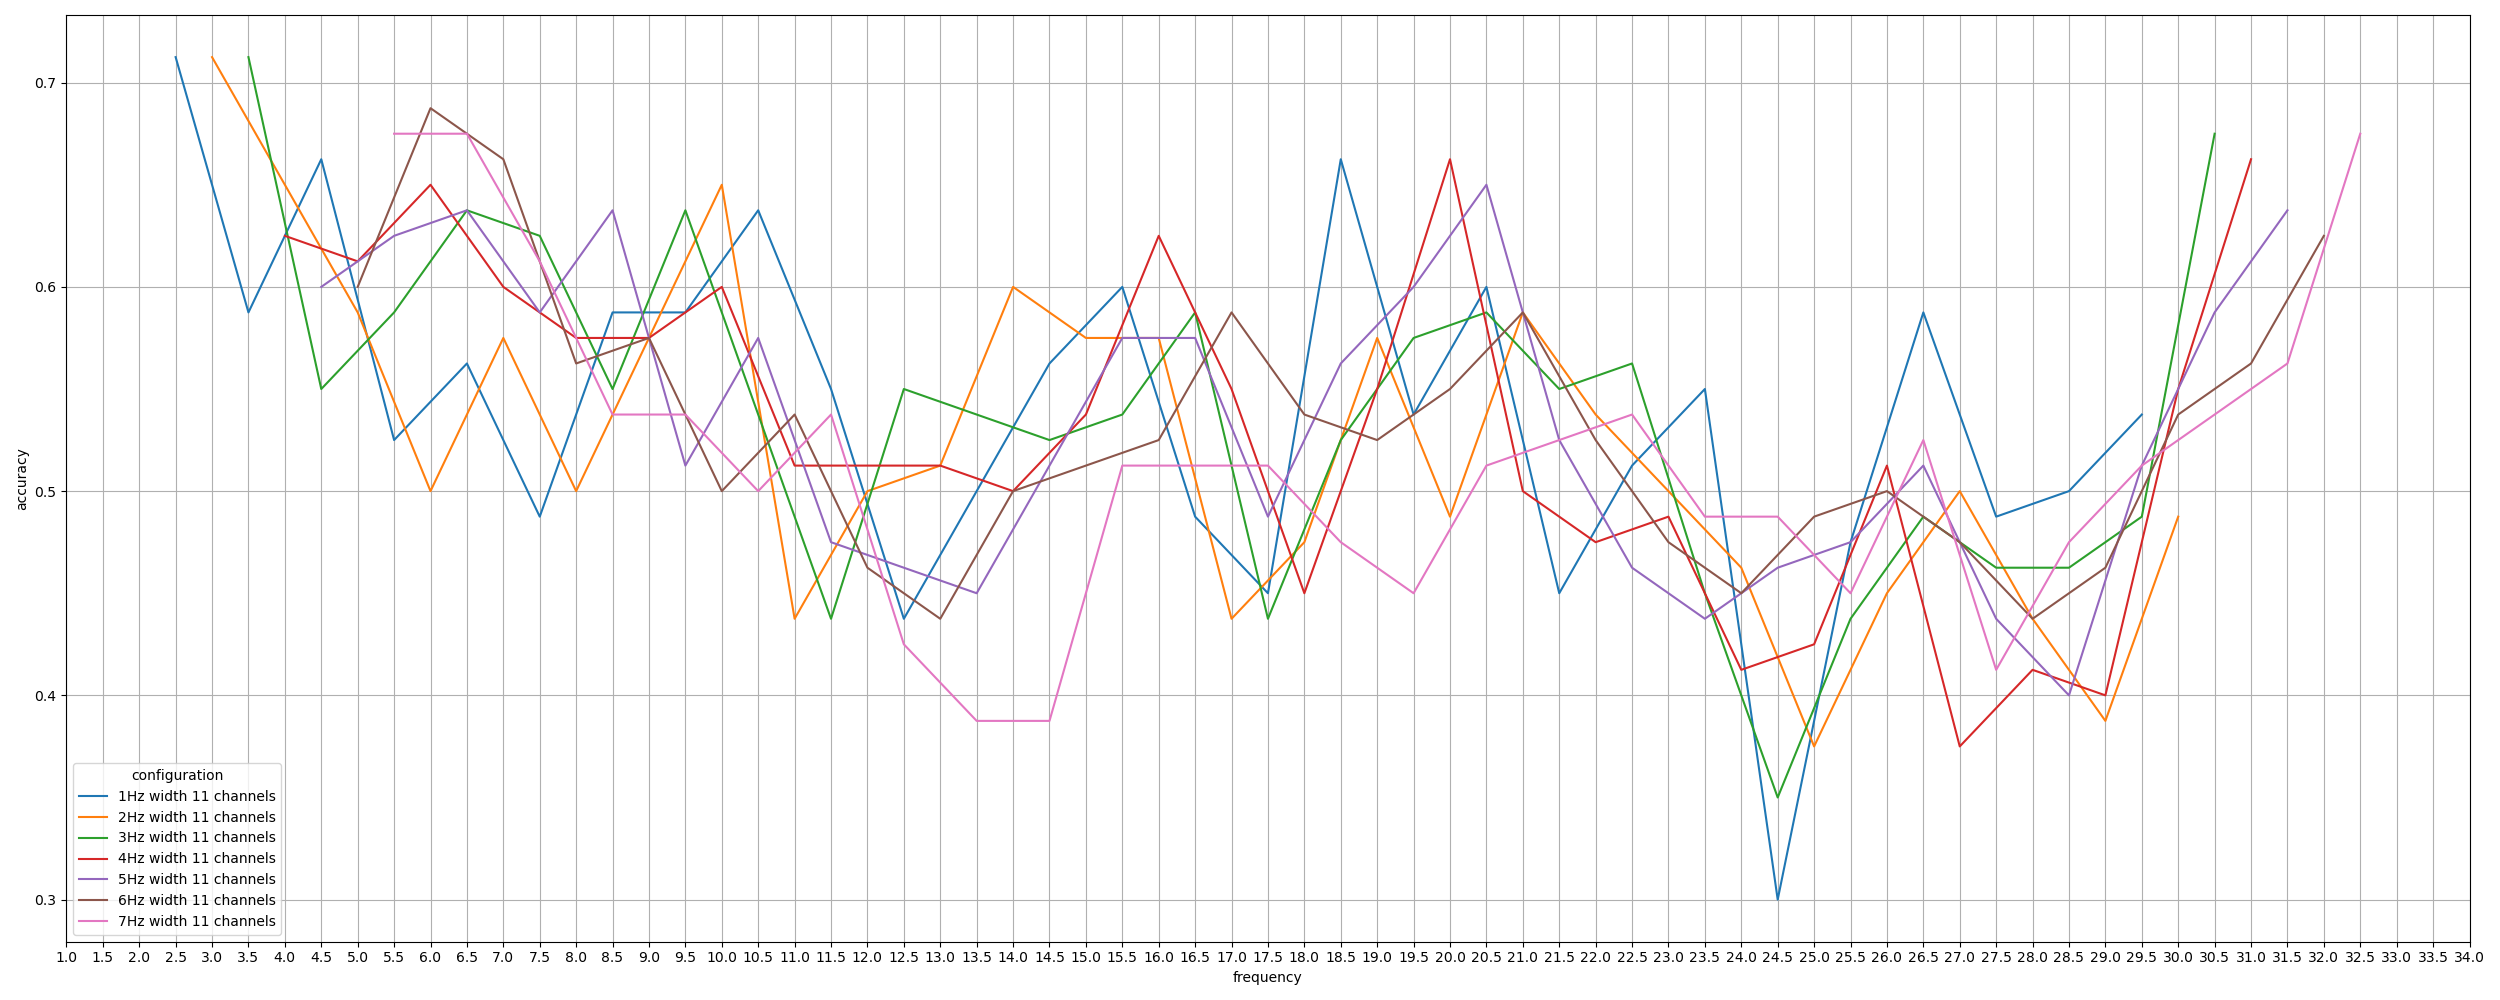 0.7
0.6
0.5
0.4
0.3
accuracy
configuration
1Hz width 11 channels
2Hz width 11 channels
3Hz width 11 channels
4Hz width 11 channels
5Hz width 11 channels
6Hz width 11 channels
7Hz width 11 channels
1.0 1.5 2.0 2.5 3.0 3.5 4.0 4.5 5.0 5.5 6.0 6.5 7.0 7.5 8.0 8.5 9.0 9.5 10.0 10.5 11.0 11.5 12.0 12.5 13.0 13.5 14.0 14.5 15.0 15.5 16.0 16.5 17.0 17.5 18.0 18.5 19.0 19.5 20.0 20.5 21.0 21.5 22.0 22.5 23.0 23.5 24.0 24.5 25.0 25.5 26.0 26.5 27.0 27.5 28.0 28.5 29.0 29.5 30.0 30.5 31.0 31.5 32.0 32.5 33.0 33.5 34.0
frequency